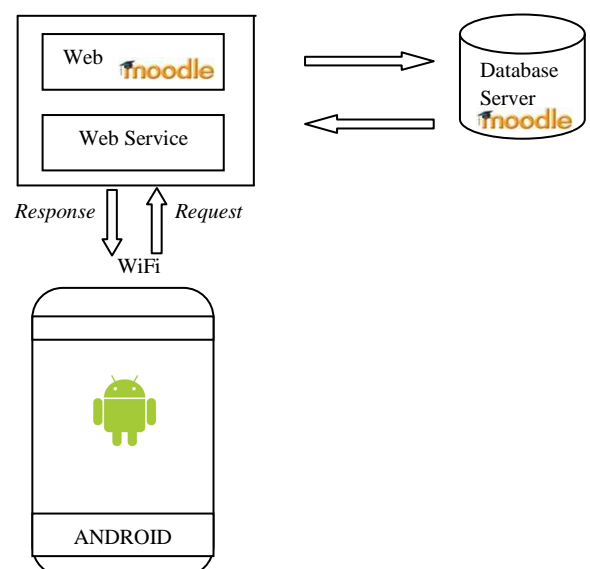 Web moodle
Web Service
Database
Server
moodle
Response
Request
WiFi
ANDROID